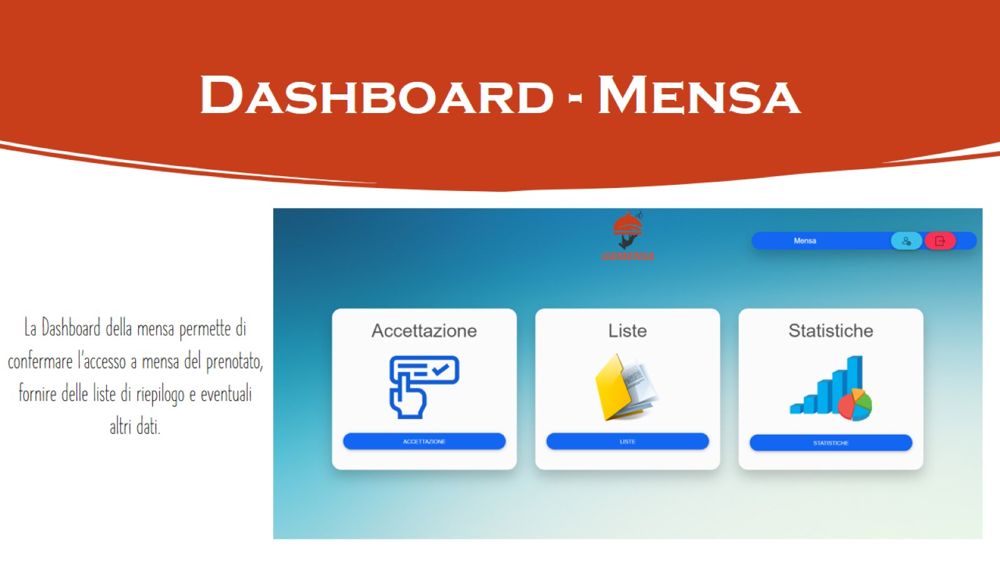 Dashboard - Mensa
La Dashboard della mensa permette di
confermare l'accesso a mensa del prenotato,
fornire delle liste di riepilogo e eventuali
altri dati.
GEMENSA
Mensa
Accettazione
ACCETTAZIONE
Liste
LISTE
Statistiche
STATISTICHE